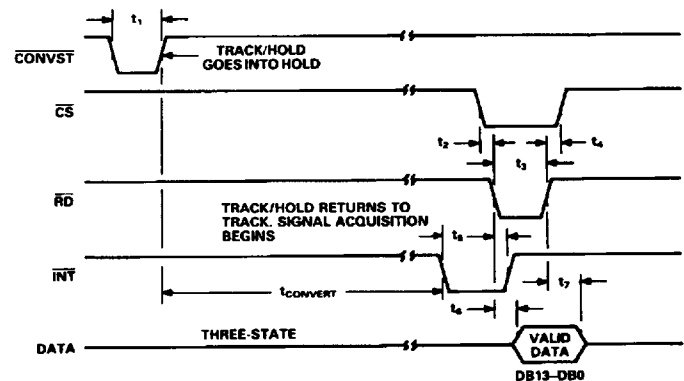 t1
CONVST
TRACK/HOLD
GOES INTO HOLD
CS
t2
t3
t4
RD
TRACK/HOLD RETURNS TO
TRACK. SIGNAL ACQUISITION
BEGINS
t5
INT
tCONVERT
t7
t6
DATA
THREE-STATE
VALID
DATA
DB13–DB0